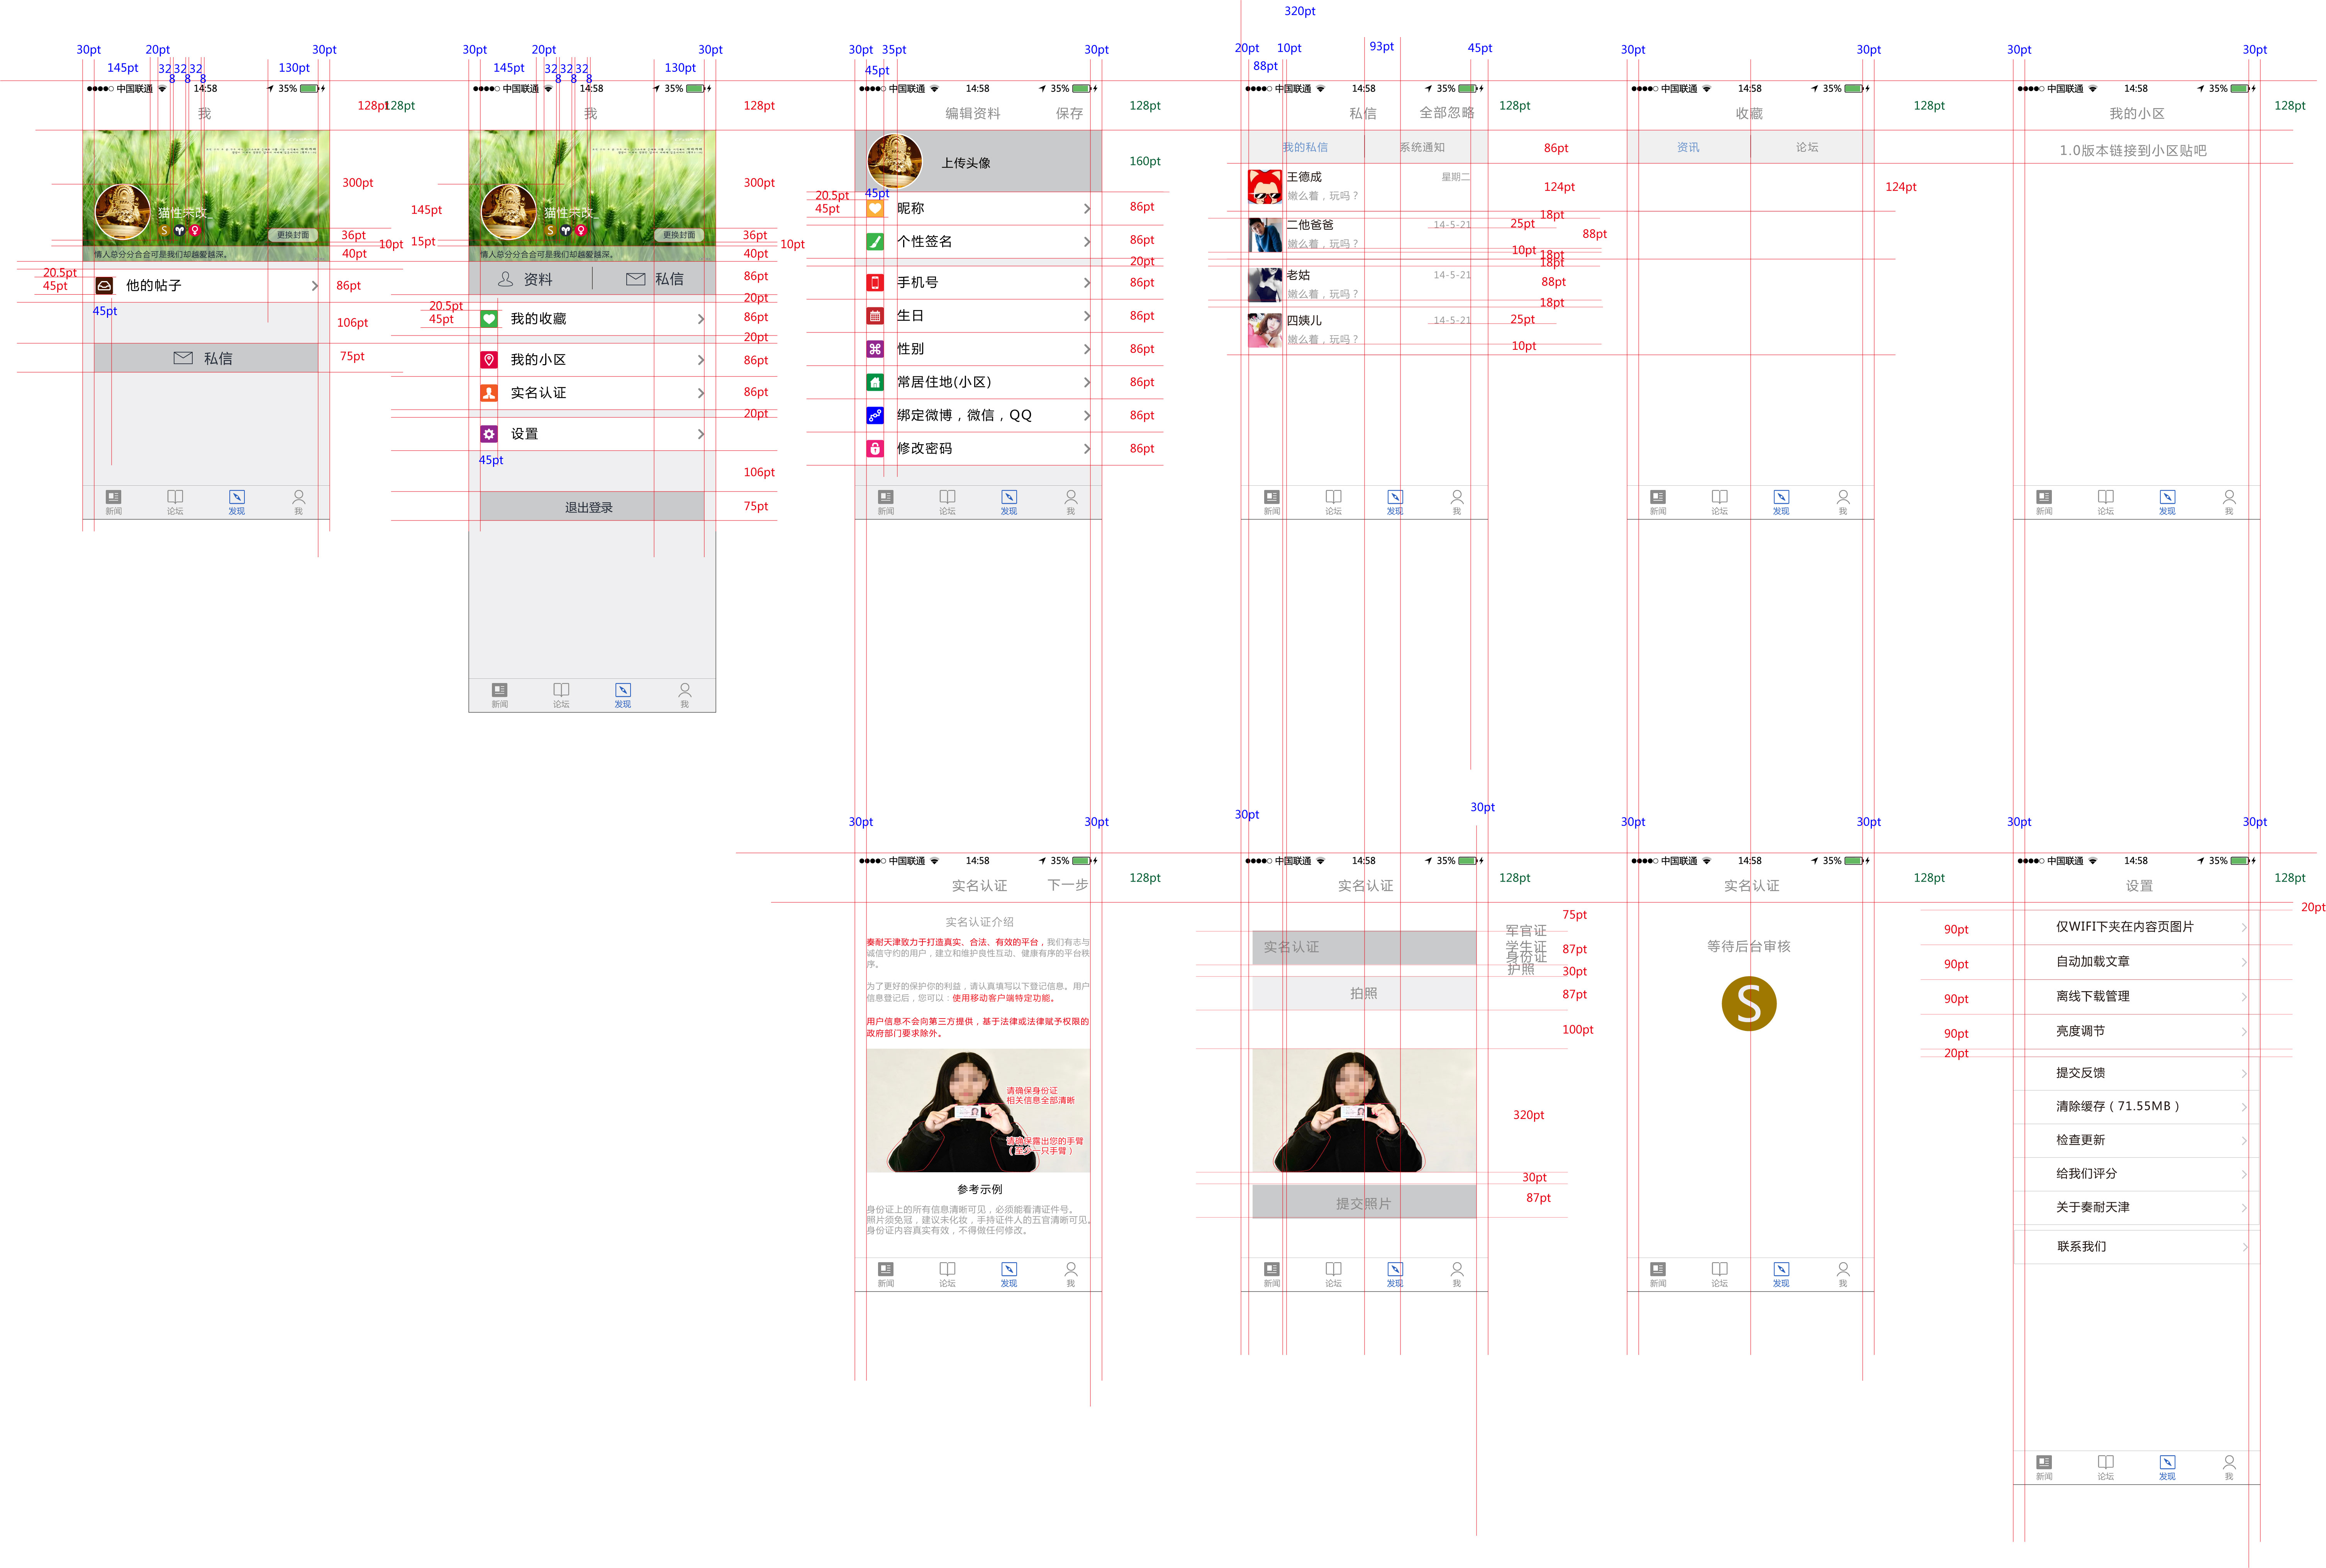 320pt
30pt 20pt 30pt
145pt 32 32 32 130pt
8 8 8
●●●●○ 中国联通 14:58 35%
我
128pt
128pt
300pt
猫性未改_
S
更换封面
36pt
10pt
情人总分分合合可是我们却越爱越深。
40pt
20.5pt
45pt
他的帖子
86pt
45pt
106pt
私信
75pt
新闻 论坛 发现 我
30pt 20pt 30pt
145pt 32 32 32 130pt
8 8 8
●●●●○ 中国联通 14:58 35%
我
128pt
300pt
145pt
猫性未改_
S
更换封面
36pt
15pt
10pt
情人总分分合合可是我们却越爱越深。
40pt
资料 私信
86pt
20pt
20.5pt
45pt
我的收藏
86pt
20pt
我的小区
86pt
实名认证
86pt
20pt
设置
45pt
106pt
退出登录
75pt
新闻 论坛 发现 我
30pt 35pt 30pt
45pt
●●●●○ 中国联通 14:58 35%
编辑资料 保存
128pt
上传头像
160pt
45pt
20.5pt
45pt
昵称
86pt
个性签名
86pt
20pt
手机号
86pt
生日
86pt
性别
86pt
常居住地(小区)
86pt
绑定微博，微信，QQ
86pt
修改密码
86pt
新闻 论坛 发现 我
20pt 10pt 93pt 45pt
88pt
●●●●○ 中国联通 14:58 35%
私信 全部忽略
128pt
我的私信 系统通知
86pt
王德成 星期二
嫩么着，玩吗？
124pt
18pt
二他爸爸 14-5-21
25pt
嫩么着，玩吗？
88pt
10pt
18pt
18pt
老姑 14-5-21
嫩么着，玩吗？
88pt
18pt
四姨儿 14-5-21
25pt
嫩么着，玩吗？
10pt
新闻 论坛 发现 我
30pt 30pt
●●●●○ 中国联通 14:58 35%
收藏
128pt
资讯 论坛
124pt
新闻 论坛 发现 我
30pt 30pt
●●●●○ 中国联通 14:58 35%
我的小区
128pt
1.0版本链接到小区贴吧
新闻 论坛 发现 我
30pt 30pt
●●●●○ 中国联通 14:58 35%
实名认证 下一步
128pt
实名认证介绍
奏耐天津致力于打造真实、合法、有效的平台，我们有志与
诚信守灼的用户，建立和维护良性互动、健康有序的平台秩
序。
为了更好的保护你的利益，请认真填写以下登记信息。用户
信息登记后，您可以：使用移动客户端特定功能。
用户信息不会向第三方提供，基于法律或法律赋予权限的
政府部门要求除外。
请确保身份证
相关信息全部清晰
请确保露出您的手臂
（至少一只手臂）
参考示例
身份证上的所有信息清晰可见，必须能看清证件号。
照片须免冠，建议未化妆，手持证件人的五官清晰可见。
身份证内容真实有效，不得做任何修改。
新闻 论坛 发现 我
30pt 30pt
●●●●○ 中国联通 14:58 35%
实名认证
128pt
75pt
实名认证
军官证
学生证
身份证
护照
87pt
30pt
拍照
87pt
100pt
320pt
30pt
提交照片
87pt
新闻 论坛 发现 我
30pt 30pt
●●●●○ 中国联通 14:58 35%
实名认证
128pt
等待后台审核
S
新闻 论坛 发现 我
30pt 30pt
●●●●○ 中国联通 14:58 35%
设置
128pt
20pt
90pt
仅WIFI下夹在内容页图片
90pt
自动加载文章
90pt
离线下载管理
90pt
亮度调节
20pt
提交反馈
清除缓存（71.55MB）
检查更新
给我们评分
关于奏耐天津
联系我们
新闻 论坛 发现 我